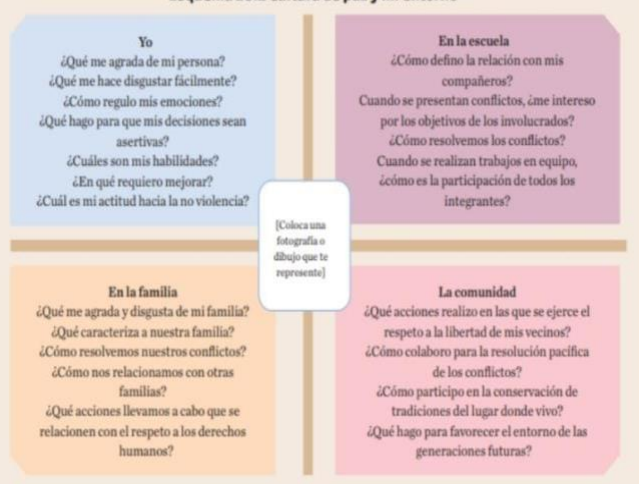 Yo
¿Qué me agrada de mi persona?
¿Qué me hace disgustar fácilmente?
¿Cómo regulo mis emociones?
¿Qué hago para que mis decisiones sean
asertivas?
¿Cuáles son mis habilidades?
¿En qué requiero mejorar?
¿Cuál es mi actitud hacia la no violencia?
En la escuela
¿Cómo defino la relación con mis
compañeros?
Cuando se presentan conflictos, ¿me intereso
por los objetivos de los involucrados?
¿Cómo resolvemos los conflictos?
Cuando se realizan trabajos en equipo,
¿cómo es la participación de todos los
integrantes?
[Coloca una
fotografía o
dibujo que te
represente]
En la familia
¿Qué me agrada y disgusta de mi familia?
¿Qué caracteriza a nuestra familia?
¿Cómo resolvemos nuestros conflictos?
¿Cómo nos relacionamos con otras
familias?
¿Qué acciones llevamos a cabo que se
relacionen con el respeto a los derechos
humanos?
La comunidad
¿Qué acciones realizo en las que se ejerce el
respeto a la libertad de mis vecinos?
¿Cómo colaboro para la resolución pacífica
de los conflictos?
¿Cómo participo en la conservación de
tradiciones del lugar donde vivo?
¿Qué hago para favorecer el entorno de las
generaciones futuras?